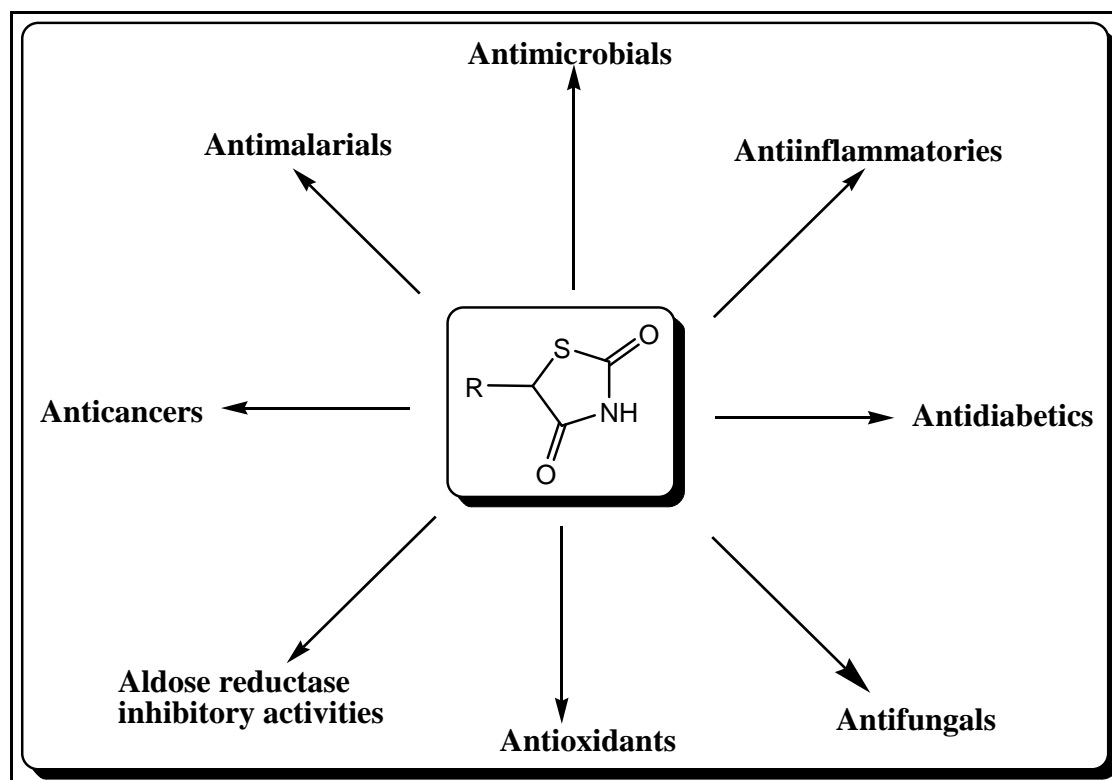 Antimicrobials
Antimalarials
Antiinflammatories
S
O
R
NH
O
Anticancers
Antidiabetics
Aldose reductase
inhibitory activities
Antioxidants
Antifungals